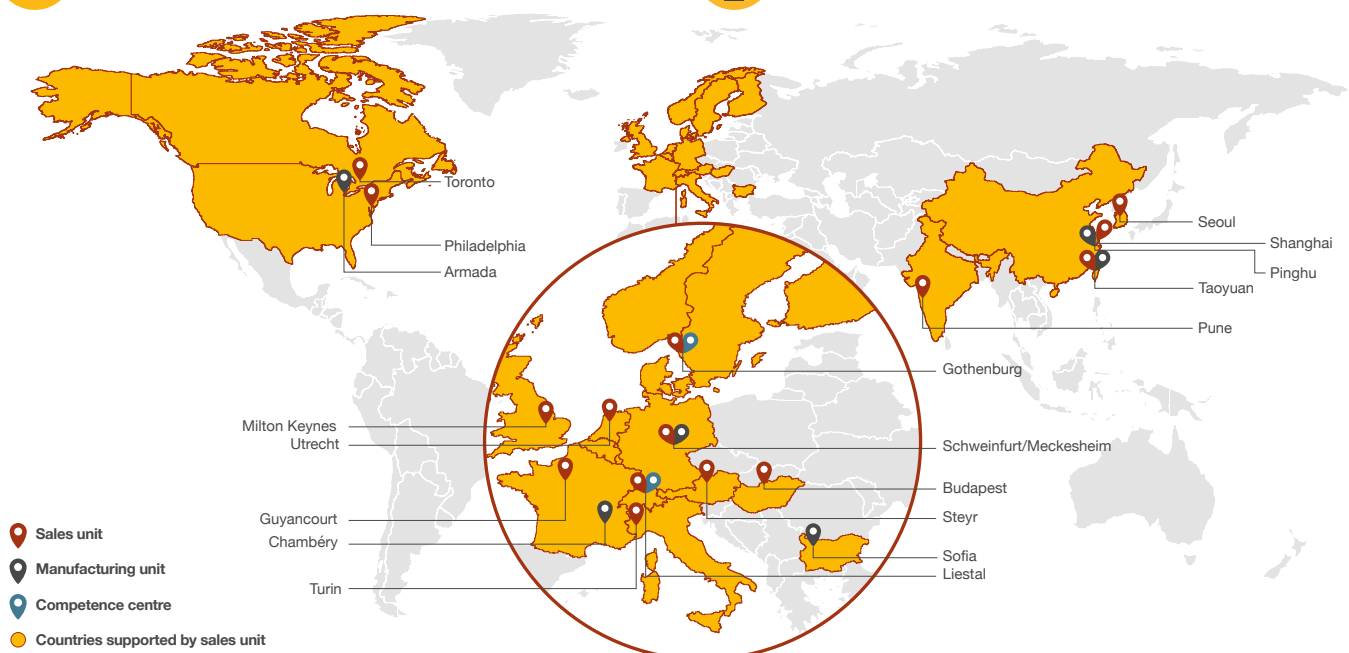 Toronto
Philadelphia
Armada
Seoul
Shanghai
Pinghu
Taoyuan
Pune
Gothenburg
Milton Keynes
Utrecht
Schweinfurt/Meckesheim
Budapest
Guyancourt
Steyr
Chambéry
Sofia
Liestal
Turin
Sales unit
Manufacturing unit
Competence centre
Countries supported by sales unit